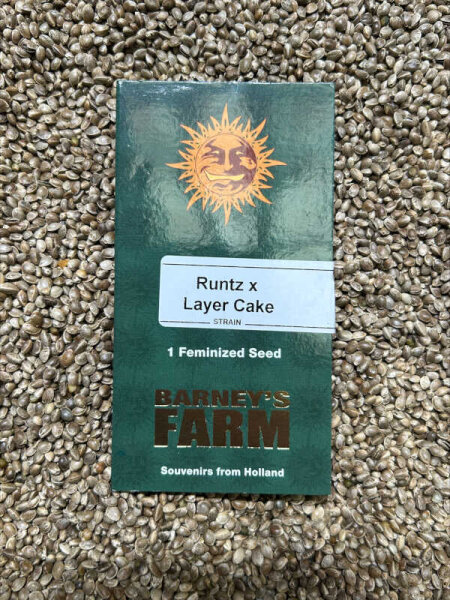 Runtz x
Layer Cake
STRAIN
1 Feminized Seed
BARNEY'S
FARM
Souvenirs from Holland